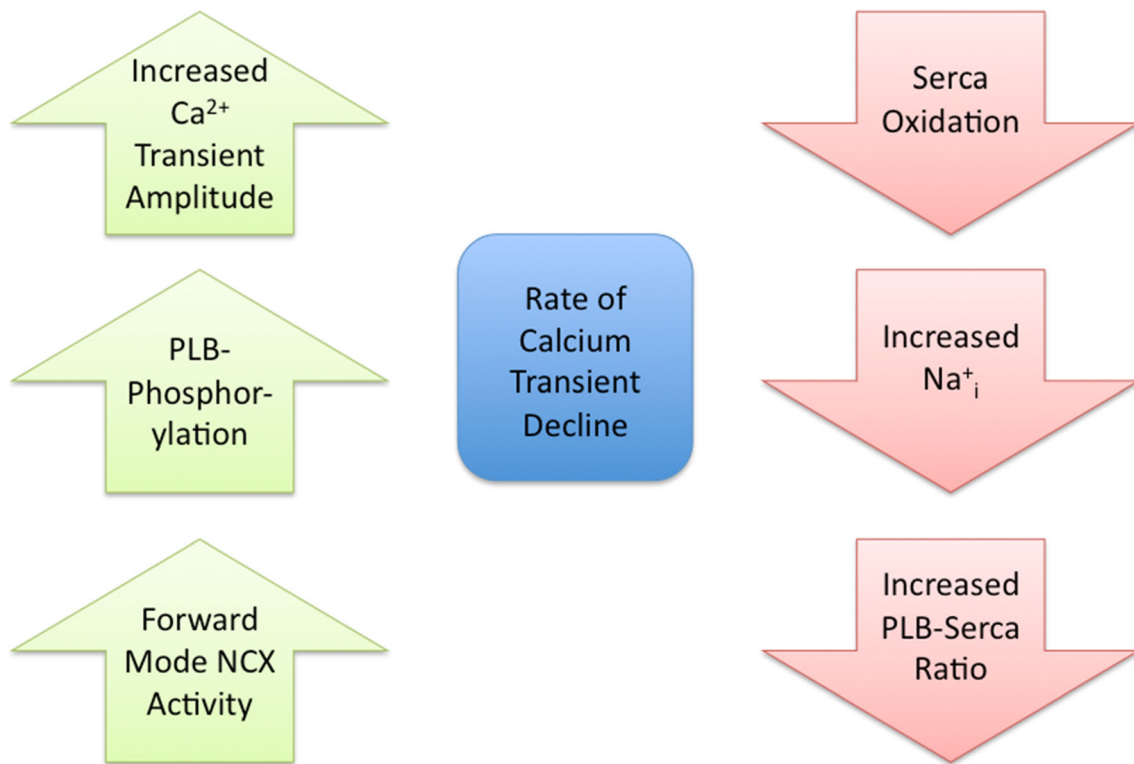 Increased
Ca²⁺
Transient
Amplitude
PLB-
Phosphor-
ylation
Forward
Mode NCX
Activity
Rate of
Calcium
Transient
Decline
Serca
Oxidation
Increased
Na⁺ᵢ
Increased
PLB-Serca
Ratio